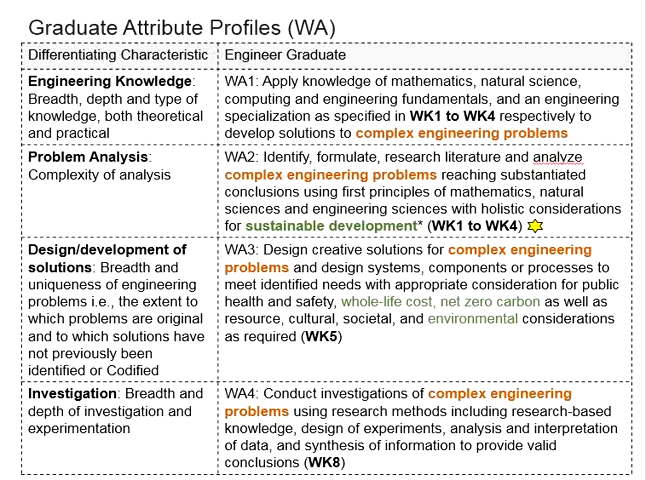 Graduate Attribute Profiles (WA)
Differentiating Characteristic
Engineer Graduate
Engineering Knowledge:
Breadth, depth and type of
knowledge, both theoretical
and practical
WA1: Apply knowledge of mathematics, natural science,
computing and engineering fundamentals, and an engineering
specialization as specified in WK1 to WK4 respectively to
develop solutions to complex engineering problems
Problem Analysis:
Complexity of analysis
WA2: Identify, formulate, research literature and analyze
complex engineering problems reaching substantiated
conclusions using first principles of mathematics, natural
sciences and engineering sciences with holistic considerations
for sustainable development* (WK1 to WK4)
Design/development of
solutions: Breadth and
uniqueness of engineering
problems i.e., the extent to
which problems are original
and to which solutions have
not previously been
identified or Codified
WA3: Design creative solutions for complex engineering
problems and design systems, components or processes to
meet identified needs with appropriate consideration for public
health and safety, whole-life cost, net zero carbon as well as
resource, cultural, societal, and environmental considerations
as required (WK5)
Investigation: Breadth and
depth of investigation and
experimentation
WA4: Conduct investigations of complex engineering
problems using research methods including research-based
knowledge, design of experiments, analysis and interpretation
of data, and synthesis of information to provide valid
conclusions (WK8)